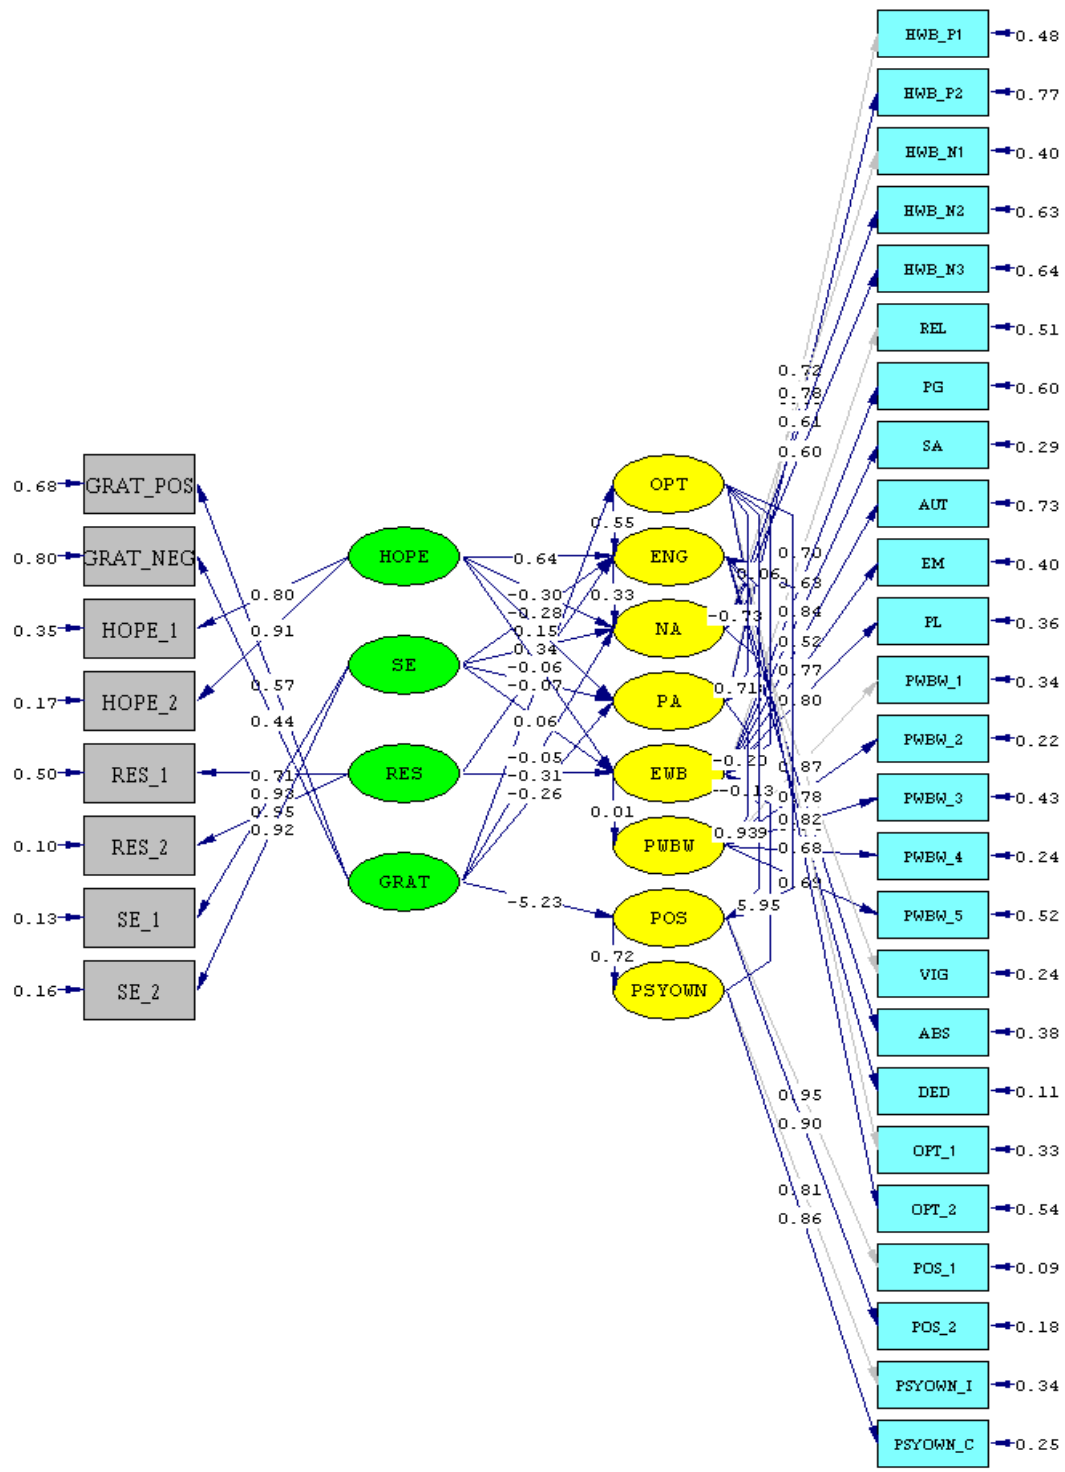 HWB_P1 0.48
HWB_P2 0.77
HWB_N1 0.40
HWB_N2 0.63
HWB_N3 0.64
REL 0.51
PG 0.60
SA 0.29
AUT 0.73
EM 0.40
PL 0.36
PWBW_1 0.34
PWBW_2 0.22
PWBW_3 0.43
PWBW_4 0.24
PWBW_5 0.52
VIG 0.24
ABS 0.38
DED 0.11
OPT_1 0.33
OPT_2 0.54
POS_1 0.09
POS_2 0.18
PSYOWN_I 0.34
PSYOWN_C 0.25
0.68 GRAT_POS
0.80 GRAT_NEG
0.35 HOPE_1
0.17 HOPE_2
0.50 RES_1
0.10 RES_2
0.13 SE_1
0.16 SE_2
0.80
0.91
0.57
0.44
0.71
0.93
0.95
0.92
HOPE
SE
RES
GRAT
0.64
-0.30
-0.28
0.15
0.34
-0.06
-0.07
0.06
-0.05
-0.31
-0.26
-5.23
OPT
ENG
NA
PA
EWB
PWBW
POS
PSYOWN
0.55
0.33
0.01
0.72
0.72
0.78
0.61
0.60
0.70
0.06
0.68
-0.73
0.84
0.52
0.77
0.71
0.80
-0.20
0.87
-0.13
0.78
0.82
0.939
0.68
0.69
5.95
0.95
0.90
0.81
0.86